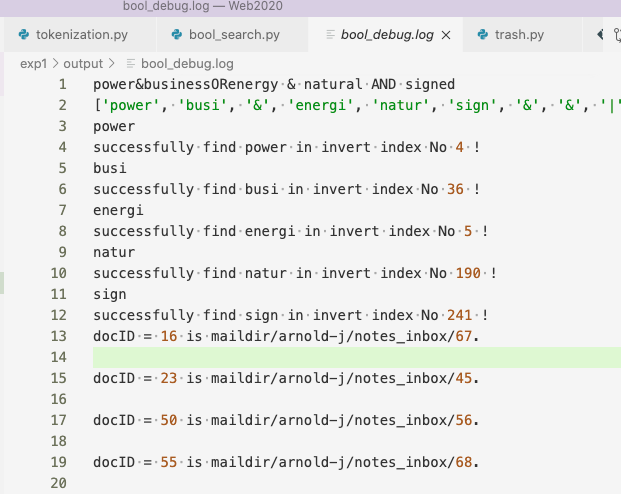 bool_debug.log — Web2020
tokenization.py bool_search.py bool_debug.log × trash.py
exp1 > output > bool_debug.log
1 power&businessORenergy & natural AND signed
2 ['power', 'busi', '&', 'energi', 'natur', 'sign', '&', '&', '|'
3 power
4 successfully find power in invert index No 4 !
5 busi
6 successfully find busi in invert index No 36 !
7 energi
8 successfully find energi in invert index No 5 !
9 natur
10 successfully find natur in invert index No 190 !
11 sign
12 successfully find sign in invert index No 241 !
13 docID = 16 is maildir/arnold-j/notes_inbox/67.
14
15 docID = 23 is maildir/arnold-j/notes_inbox/45.
16
17 docID = 50 is maildir/arnold-j/notes_inbox/56.
18
19 docID = 55 is maildir/arnold-j/notes_inbox/68.
20